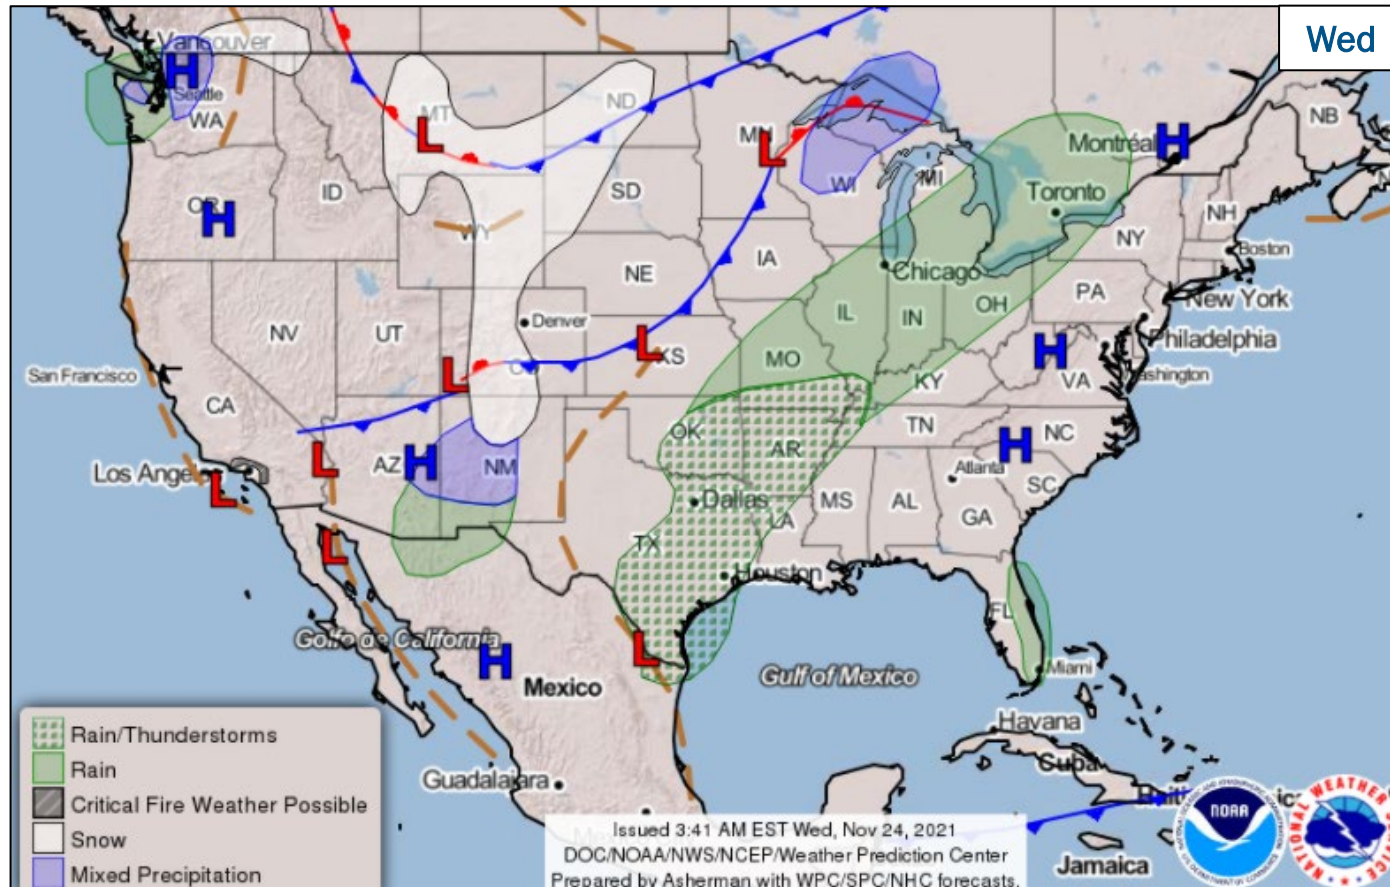 Wed
Vancouver
Seattle
WA
MT
ND
MN
Montréal
NB
OR
ID
SD
WI
MI
Toronto
WY
NH
NY
Boston
NE
IA
Chicago
PA
New York
NV
UT
Denver
IL
IN
OH
Philadelphia
San Francisco
CO
KS
MO
KY
VA
Washington
CA
OK
TN
NC
Los Angeles
AZ
NM
AR
Atlanta
SC
Dallas
MS
AL
GA
LA
TX
Houston
FL
Golfo de California
Mexico
Gulf of Mexico
Miami
Havana
Cuba
Guadalajara
Jamaica
H
H
H
H
H
H
H
L
L
L
L
L
L
L
L
Rain/Thunderstorms
Rain
Critical Fire Weather Possible
Snow
Mixed Precipitation
Issued 3:41 AM EST Wed, Nov 24, 2021
DOC/NOAA/NWS/NCEP/Weather Prediction Center
Prepared by Asherman with WPC/SPC/NHC forecasts.
NOAA
NATIONAL WEATHER